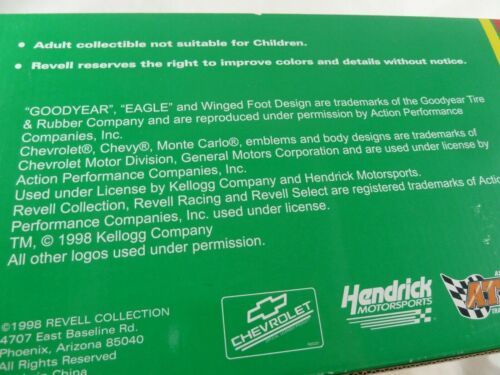 • Adult collectible not suitable for Children.
• Revell reserves the right to improve colors and details without notice.
"GOODYEAR", "EAGLE" and Winged Foot Design are trademarks of the Goodyear Tire
& Rubber Company and are reproduced under permission by Action Performance
Companies, Inc.
Chevrolet®, Chevy®, Monte Carlo®, emblems and body designs are trademarks of
Chevrolet Motor Division, General Motors Corporation and are used under license by
Action Performance Companies, Inc.
Used under License by Kellogg Company and Hendrick Motorsports.
Revell Collection, Revell Racing and Revell Select are registered trademarks of Actio
Performance Companies, Inc. used under license.
TM, © 1998 Kellogg Company
All other logos used under permission.
©1998 REVELL COLLECTION
4707 East Baseline Rd.
Phoenix, Arizona 85040
All Rights Reserved
in China
CHEVROLET
Hendrick
MOTORSPORTS